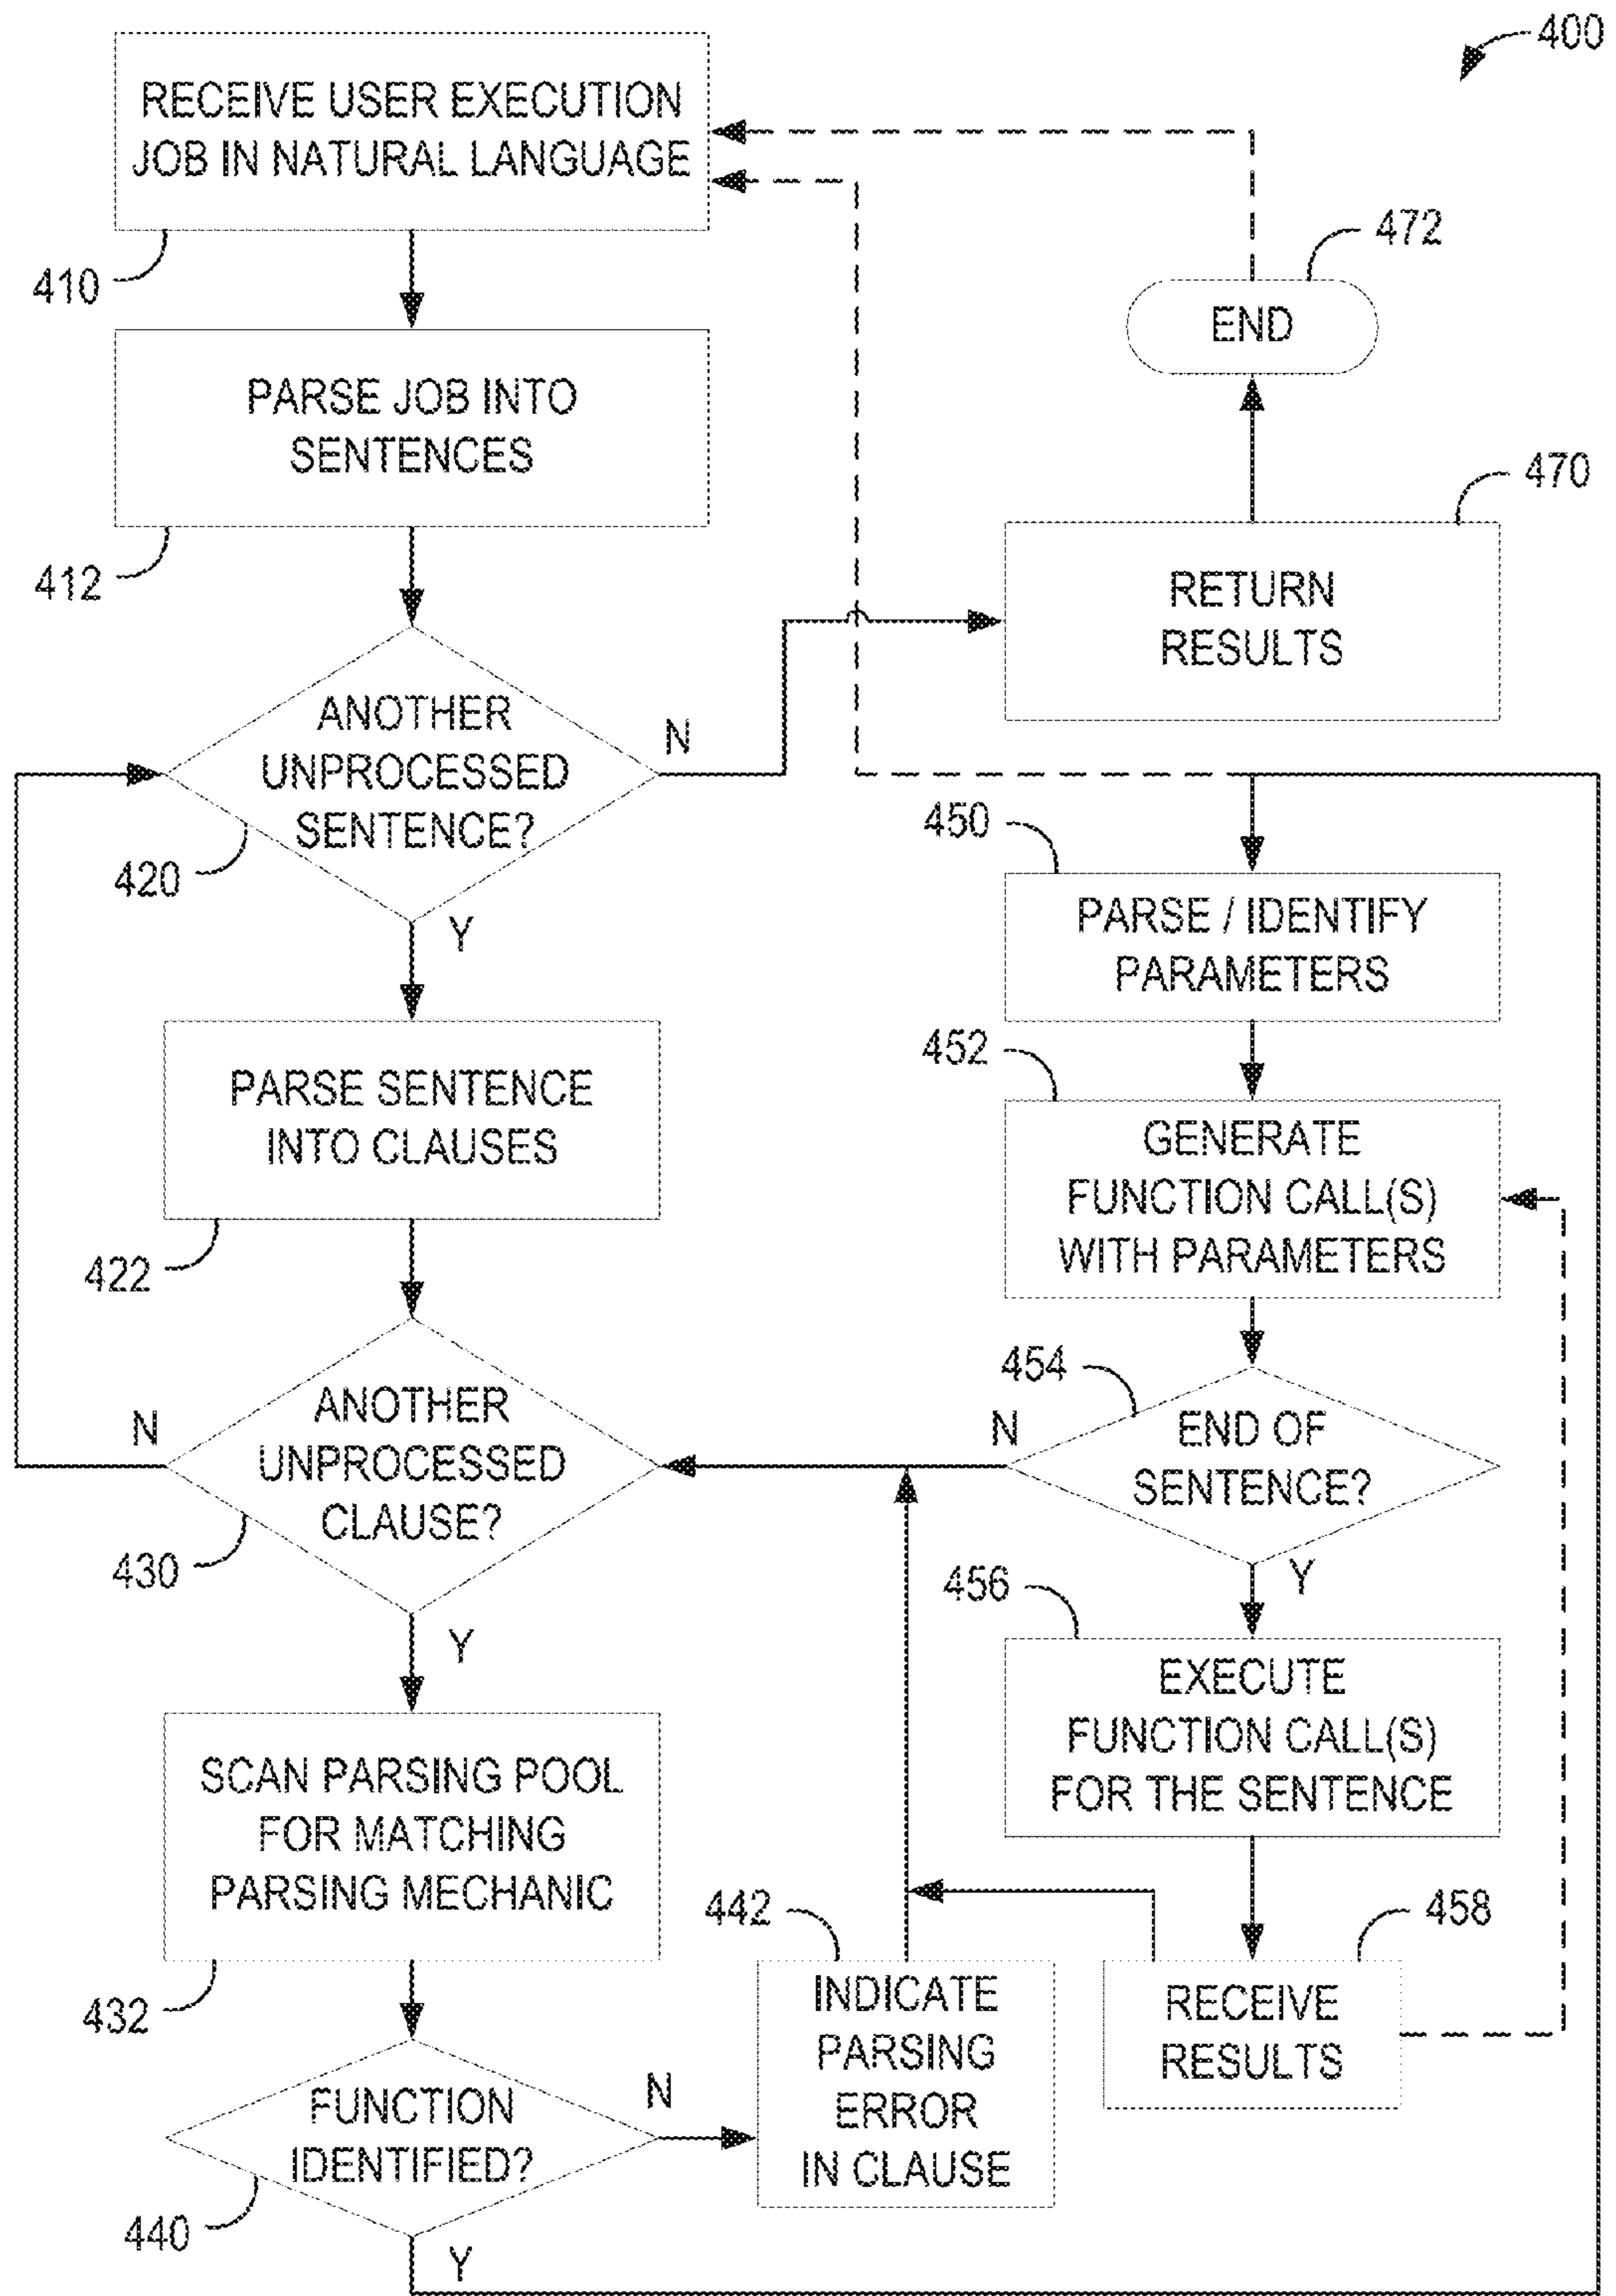 400
RECEIVE USER EXECUTION
JOB IN NATURAL LANGUAGE
410
472
END
PARSE JOB INTO
SENTENCES
412
470
RETURN
RESULTS
ANOTHER
UNPROCESSED
SENTENCE?
N
420
Y
450
PARSE / IDENTIFY
PARAMETERS
PARSE SENTENCE
INTO CLAUSES
422
452
GENERATE
FUNCTION CALL(S)
WITH PARAMETERS
ANOTHER
UNPROCESSED
CLAUSE?
N
430
Y
454
END OF
SENTENCE?
N
Y
456
EXECUTE
FUNCTION CALL(S)
FOR THE SENTENCE
SCAN PARSING POOL
FOR MATCHING
PARSING MECHANIC
432
442
INDICATE
PARSING
ERROR
IN CLAUSE
458
RECEIVE
RESULTS
FUNCTION
IDENTIFIED?
N
440
Y